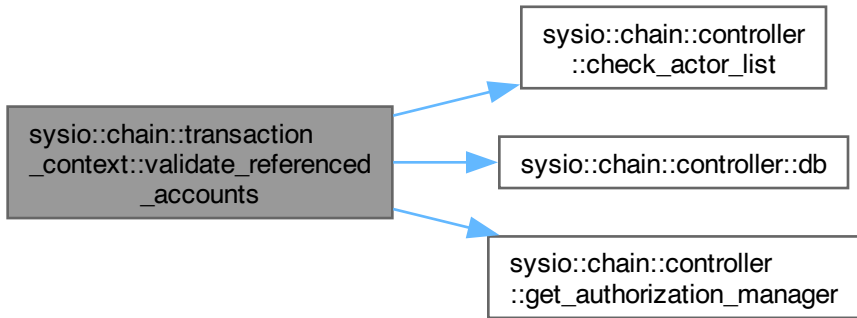 sysio::chain::transaction
_context::validate_referenced
_accounts
sysio::chain::controller
::check_actor_list
sysio::chain::controller::db
sysio::chain::controller
::get_authorization_manager